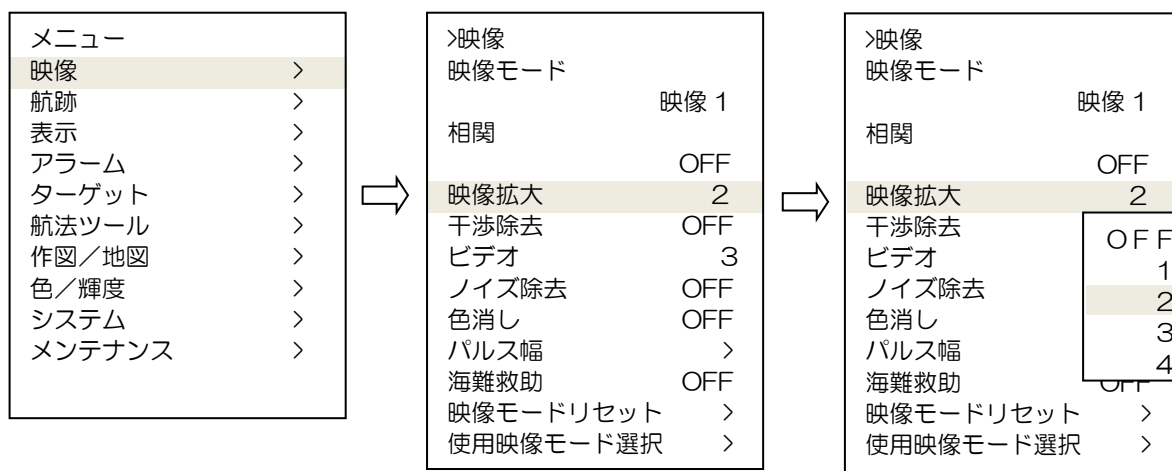 メニュー
映像 >
航跡 >
表示 >
アラーム >
ターゲット >
航法ツール >
作図／地図 >
色／輝度 >
システム >
メンテナンス >
>映像
映像モード
映像１
相関
OFF
映像拡大 2
干渉除去 OFF
ビデオ 3
ノイズ除去 OFF
色消し OFF
パルス幅 >
海難救助 OFF
映像モードリセット >
使用映像モード選択 >
>映像
映像モード
映像１
相関
OFF
映像拡大 2
干渉除去
ビデオ
ノイズ除去
色消し
パルス幅
海難救助 OFF
映像モードリセット >
使用映像モード選択 >
ＯＦＦ
1
2
3
4